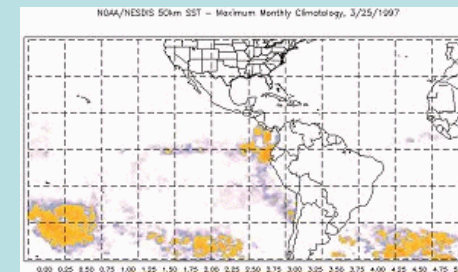 NOAA/NESDIS 50km SST - Maximum Monthly Climatology, 3/25/1997
0.00 0.25 0.50 0.75 1.00 1.25 1.50 1.75 2.00 2.25 2.50 2.75 3.00 3.25 3.50 3.75 4.00 4.25 4.50 4.75